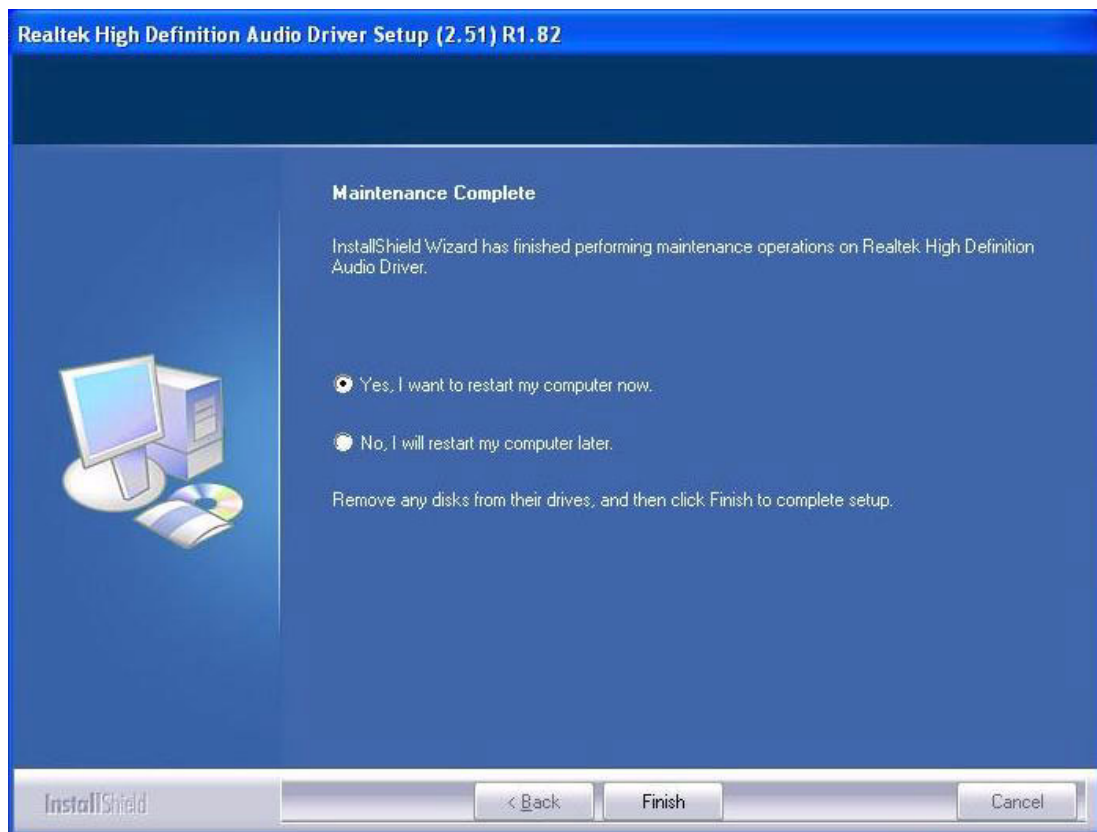 Realtek High Definition Audio Driver Setup (2.51) R1.82
Maintenance Complete
InstallShield Wizard has finished performing maintenance operations on Realtek High Definition
Audio Driver.
Yes, I want to restart my computer now.
No, I will restart my computer later.
Remove any disks from their drives, and then click Finish to complete setup.
InstallShield
< Back
Finish
Cancel